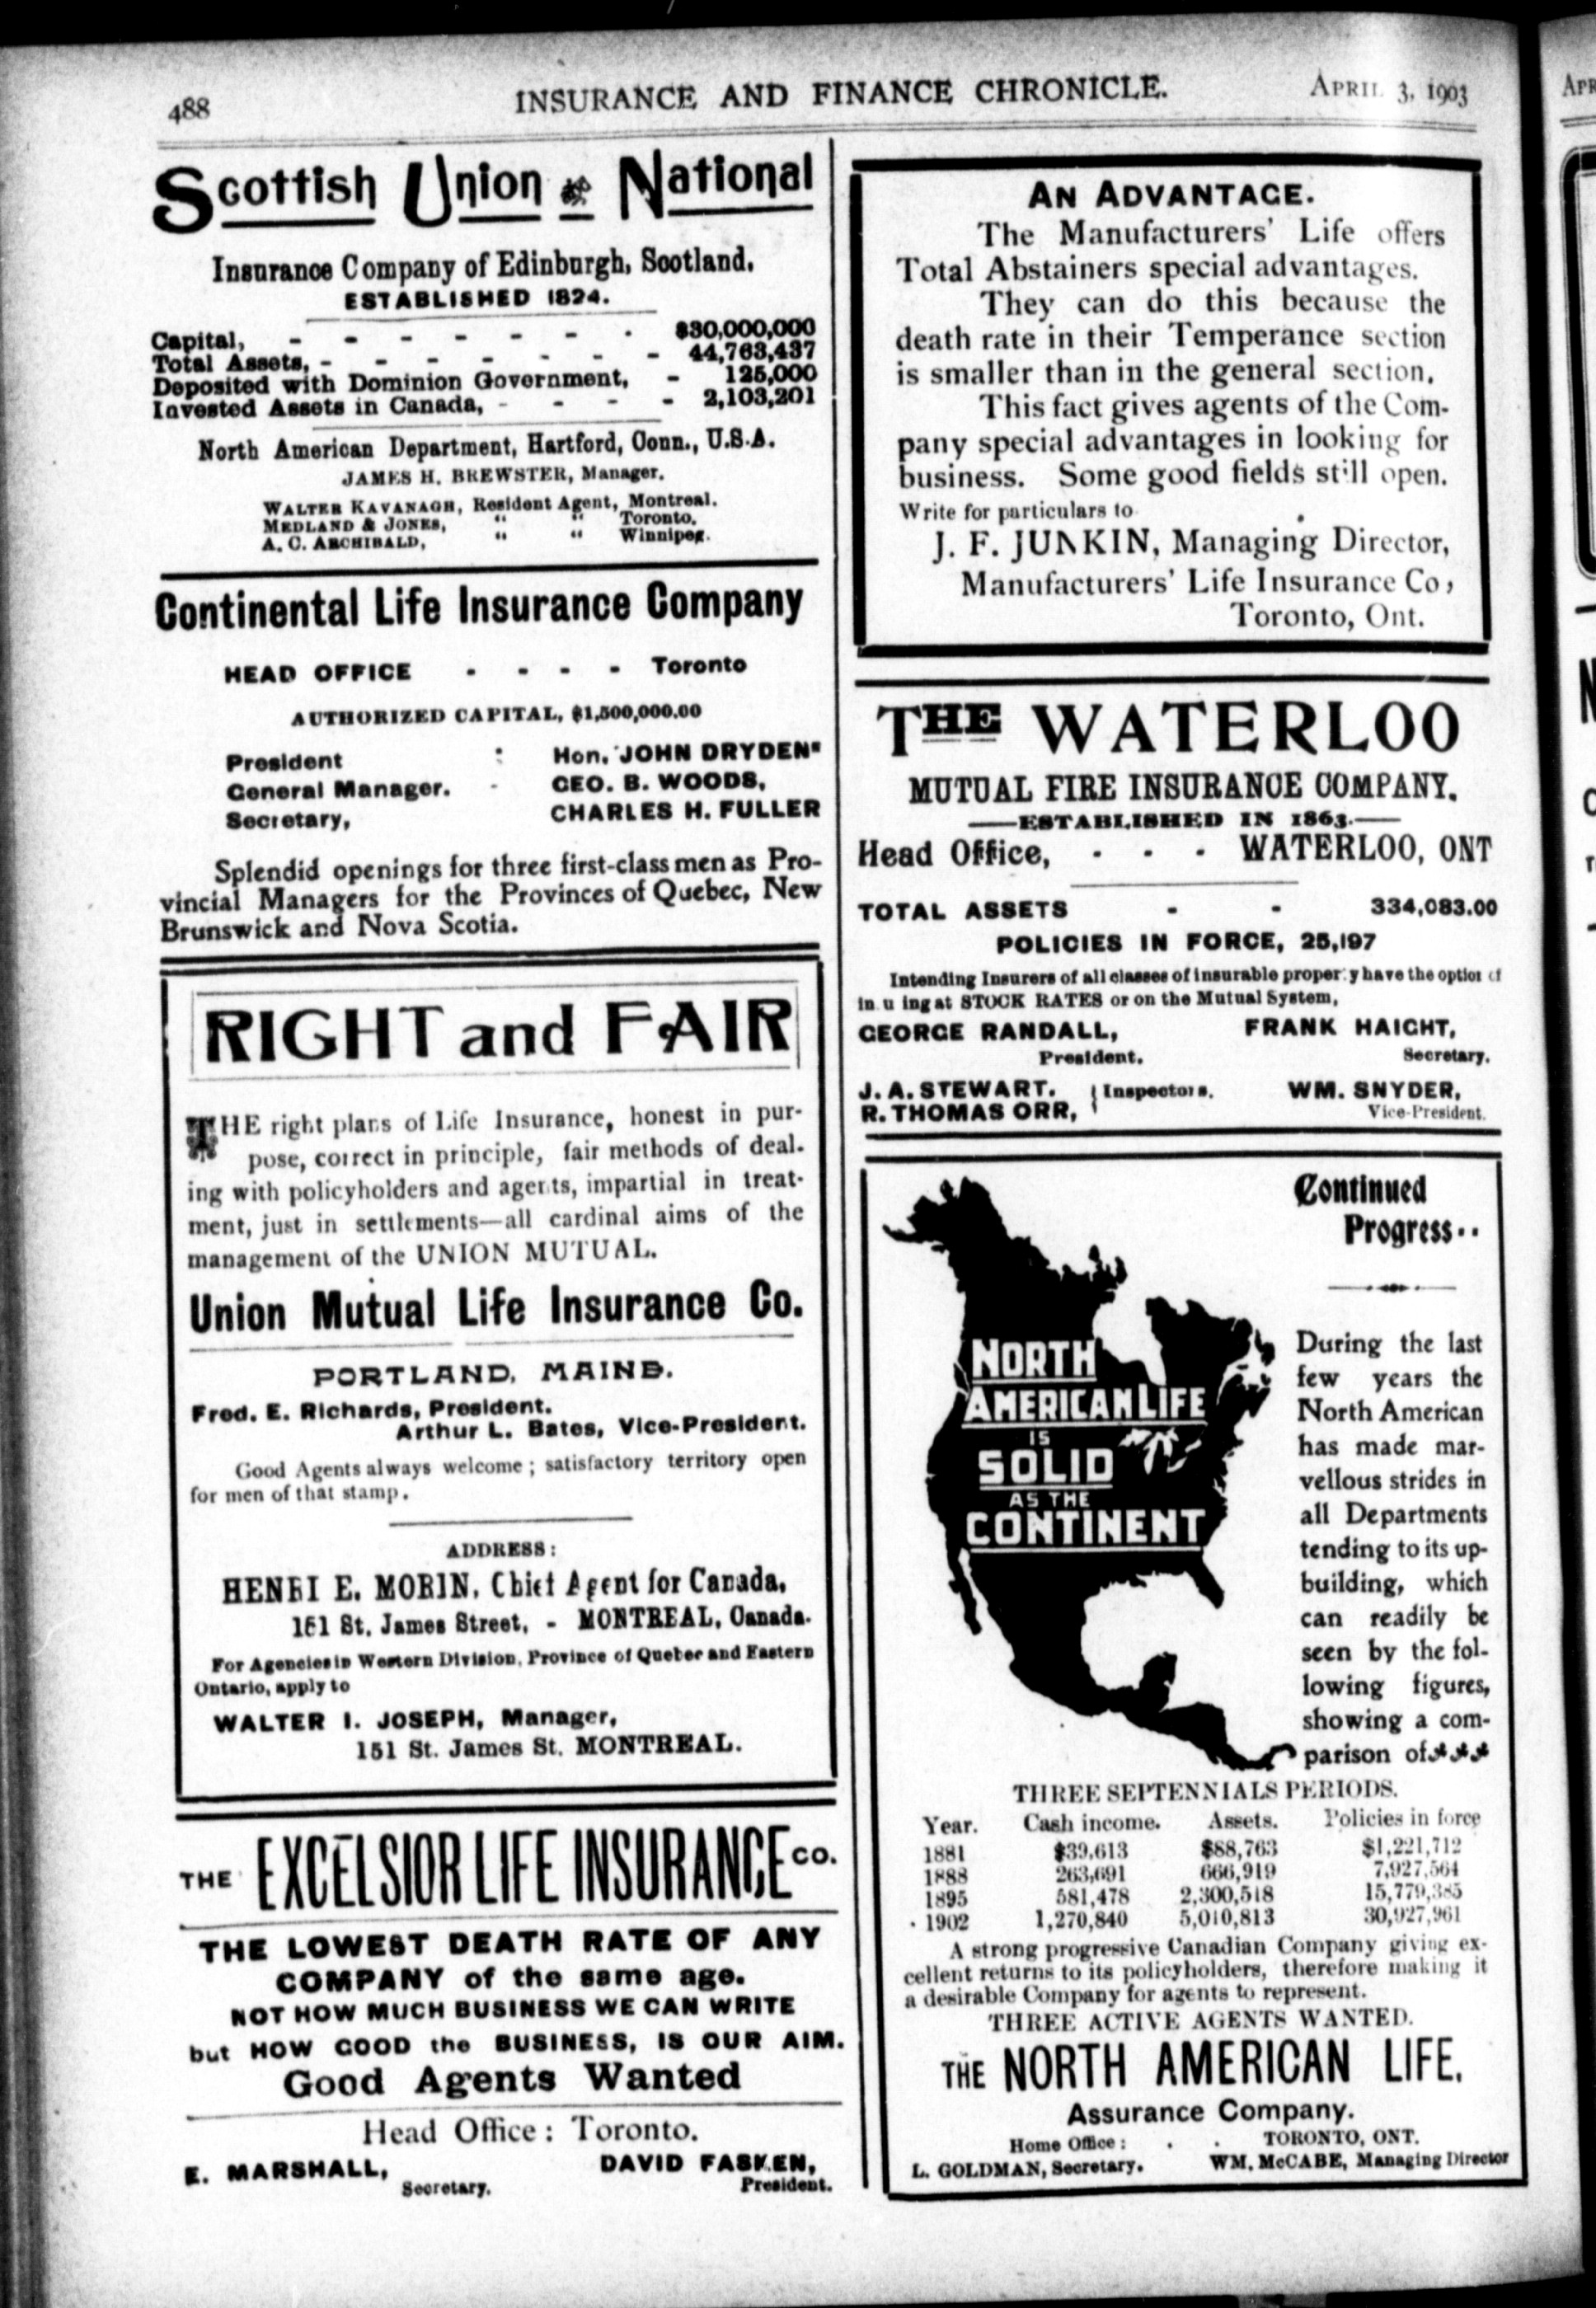 488
INSURANCE AND FINANCE CHRONICLE.
APRIL 3, 1903
Scottish Union & National
Insurance Company of Edinburgh, Scotland.
ESTABLISHED 1824.
Capital, - - - - - - - $30,000,000
Total Assets, - - - - - - - 44,763,437
Deposited with Dominion Government, - 125,000
Invested Assets in Canada, - - - - 2,103,201
North American Department, Hartford, Conn., U.S.A.
JAMES H. BREWSTER, Manager.
WALTER KAVANAGH, Resident Agent, Montreal.
MEDLAND & JONES, " " Toronto.
A. C. ARCHIBALD, " " Winnipeg.
Continental Life Insurance Company
HEAD OFFICE - - - - Toronto
AUTHORIZED CAPITAL, $1,500,000.00
President : Hon. JOHN DRYDEN"
General Manager. - GEO. B. WOODS,
Secretary, CHARLES H. FULLER
Splendid openings for three first-class men as Pro-
vincial Managers for the Provinces of Quebec, New
Brunswick and Nova Scotia.
RIGHT and FAIR
THE right plans of Life Insurance, honest in pur-
pose, correct in principle, fair methods of deal-
ing with policyholders and agents, impartial in treat-
ment, just in settlements—all cardinal aims of the
management of the UNION MUTUAL.
Union Mutual Life Insurance Co.
PORTLAND, MAINE.
Fred. E. Richards, President.
Arthur L. Bates, Vice-President.
Good Agents always welcome; satisfactory territory open
for men of that stamp.
ADDRESS:
HENRI E. MORIN, Chief Agent for Canada,
151 St. James Street, - MONTREAL, Canada.
For Agencies in Western Division, Province of Quebec and Eastern
Ontario, apply to
WALTER I. JOSEPH, Manager,
151 St. James St. MONTREAL.
THE EXCELSIOR LIFE INSURANCE CO.
THE LOWEST DEATH RATE OF ANY
COMPANY of the same age.
NOT HOW MUCH BUSINESS WE CAN WRITE
but HOW GOOD the BUSINESS, IS OUR AIM.
Good Agents Wanted
Head Office: Toronto.
E. MARSHALL, DAVID FASKEN,
Secretary. President.
AN ADVANTAGE.
The Manufacturers' Life offers
Total Abstainers special advantages.
They can do this because the
death rate in their Temperance section
is smaller than in the general section.
This fact gives agents of the Com-
pany special advantages in looking for
business. Some good fields still open.
Write for particulars to
J. F. JUNKIN, Managing Director,
Manufacturers' Life Insurance Co,
Toronto, Ont.
THE WATERLOO
MUTUAL FIRE INSURANCE COMPANY.
—ESTABLISHED IN 1863.—
Head Office, - - - WATERLOO, ONT
TOTAL ASSETS - - 334,083.00
POLICIES IN FORCE, 25,197
Intending Insurers of all classes of insurable property have the option of
in u ing at STOCK RATES or on the Mutual System,
GEORGE RANDALL, FRANK HAIGHT,
President. Secretary.
J. A. STEWART. } Inspectors. WM. SNYDER,
R. THOMAS ORR, Vice-President.
Continued
Progress..
NORTH
AMERICAN LIFE
IS
SOLID
AS THE
CONTINENT
During the last
few years the
North American
has made mar-
vellous strides in
all Departments
tending to its up-
building, which
can readily be
seen by the fol-
lowing figures,
showing a com-
parison of
THREE SEPTENNIALS PERIODS.
Year. Cash income. Assets. Policies in force
1881 $39,613 $88,763 $1,221,712
1888 263,691 666,919 7,927,564
1895 581,478 2,300,518 15,779,385
1902 1,270,840 5,010,813 30,927,961
A strong progressive Canadian Company giving ex-
cellent returns to its policyholders, therefore making it
a desirable Company for agents to represent.
THREE ACTIVE AGENTS WANTED.
THE NORTH AMERICAN LIFE.
Assurance Company.
Home Office: . . TORONTO, ONT.
L. GOLDMAN, Secretary. WM. McCABE, Managing Director